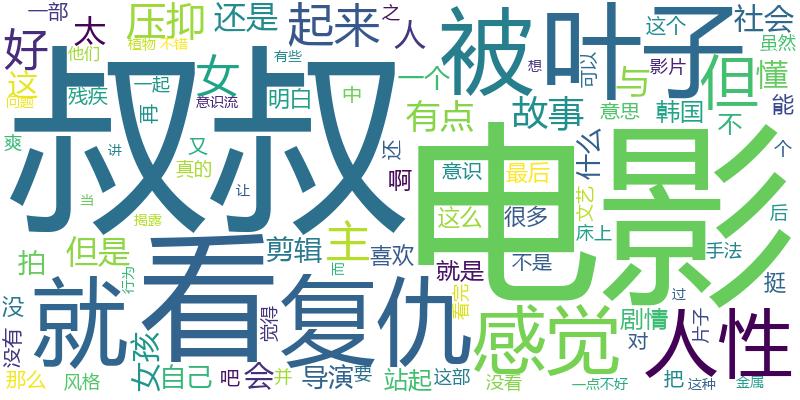 一部
太
压抑
还是
起来
之
人
被
叶子
这个
社会
好
他们
植物
不错
有些
想
可以
影片
虽然
叔叔
女
一个
与
但
懂
这
向画
残疾
一起
再
意识流
明白
中
有点
故事
意思
韩国
不
能
爽
讲
又
真的
还
啊
意识
最后
什么
个
电影
当
让
揭露
这么
很多
文艺
床上
后
拍
但是
看
剪辑
主
喜欢
就是
不是
手法
挺
没
没有
就
女孩
行为
觉得
而
复仇
看完
感觉
剧情
对
过
片子
人性
那么
风格
自己
吧
会
并
导演
要
站起
这部
没看
一点不好
把
这种
金属